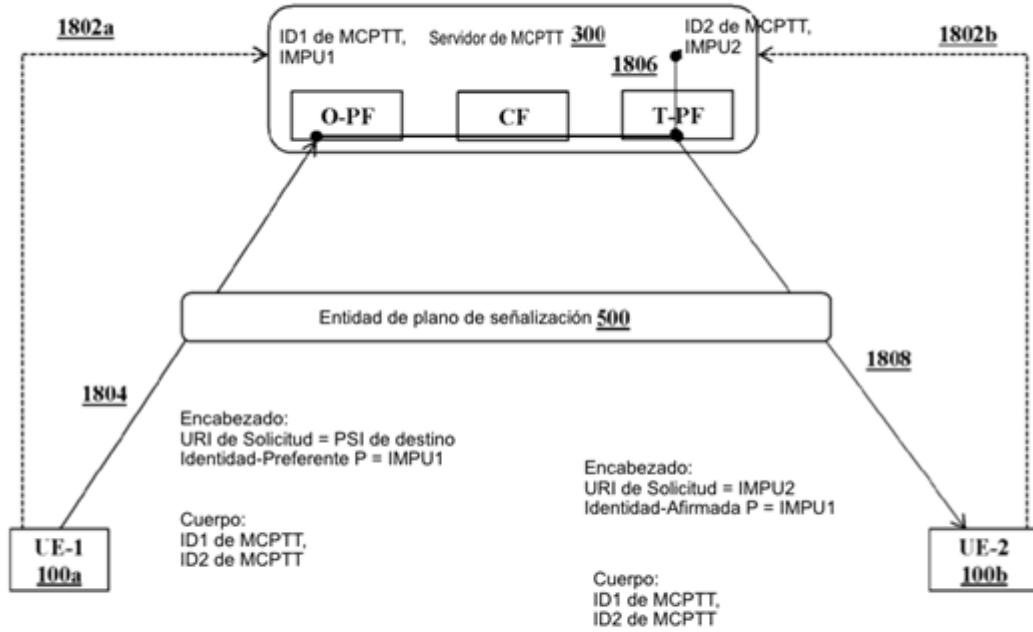 1802a
ID1 de MCPTT,
IMPU1
Servidor de MCPTT 300
ID2 de MCPTT,
IMPU2
1802b
1806
O-PF
CF
T-PF
Entidad de plano de señalización 500
1804
1808
Encabezado:
URI de Solicitud = PSI de destino
Identidad-Preferente P = IMPU1
Cuerpo:
ID1 de MCPTT,
ID2 de MCPTT
Encabezado:
URI de Solicitud = IMPU2
Identidad-Afirmada P = IMPU1
Cuerpo:
ID1 de MCPTT,
ID2 de MCPTT
UE-1
100a
UE-2
100b